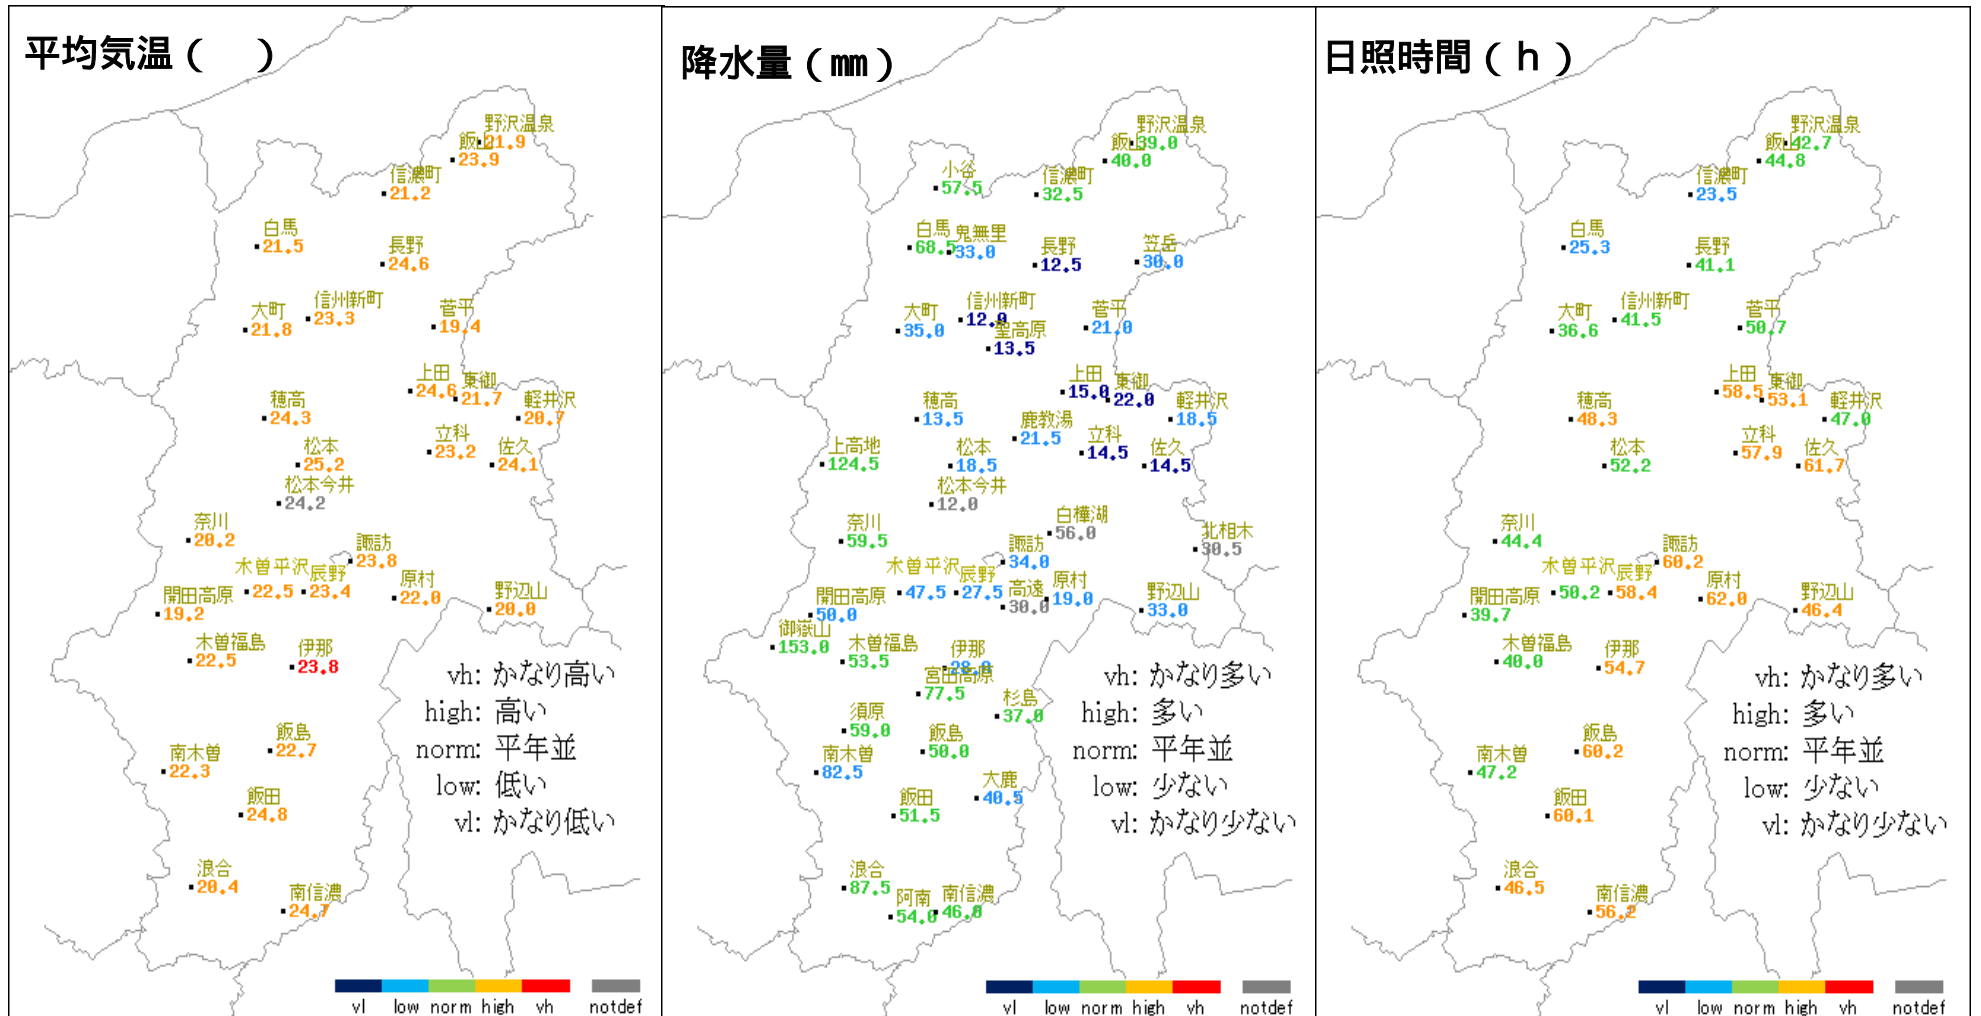 平均気温（　）
野沢温泉
21.9
飯山
23.9
信濃町
21.2
白馬
21.5
長野
24.6
大町
21.8
信州新町
23.3
菅平
19.4
上田
24.6
東御
21.7
軽井沢
20.7
穂高
24.3
立科
23.2
佐久
24.1
松本
25.2
松本今井
24.2
奈川
20.2
諏訪
23.8
木曽平沢
22.5
辰野
23.4
原村
22.0
野辺山
20.0
開田高原
19.2
木曽福島
22.5
伊那
23.8
飯島
22.7
南木曽
22.3
飯田
24.8
浪合
20.4
南信濃
24.7
vh: かなり高い
high: 高い
norm: 平年並
low: 低い
vl: かなり低い
vl low norm high vh notdef
降水量（mm）
野沢温泉
39.0
飯山
40.0
小谷
57.5
信濃町
32.5
白馬
68.5
鬼無里
33.0
長野
12.5
笠岳
30.0
大町
35.0
信州新町
12.0
聖高原
13.5
菅平
21.0
上田
15.0
東御
22.0
穂高
13.5
鹿教湯
21.5
軽井沢
18.5
上高地
124.5
松本
18.5
立科
14.5
佐久
14.5
松本今井
12.0
奈川
59.5
白樺湖
56.0
北相木
30.5
諏訪
34.0
木曽平沢
47.5
辰野
27.5
高遠
30.0
原村
19.0
野辺山
33.0
開田高原
50.0
御嶽山
153.0
木曽福島
53.5
伊那
28.0
宮田高原
77.5
杉島
37.0
須原
59.0
飯島
50.0
南木曽
82.5
大鹿
40.5
飯田
51.5
浪合
87.5
阿南
54.0
南信濃
46.0
vh: かなり多い
high: 多い
norm: 平年並
low: 少ない
vl: かなり少ない
vl low norm high vh notdef
日照時間（ｈ）
野沢温泉
42.7
飯山
44.8
信濃町
23.5
白馬
25.3
長野
41.1
大町
36.6
信州新町
41.5
菅平
50.7
上田
58.5
東御
53.1
軽井沢
47.0
穂高
48.3
松本
52.2
立科
57.9
佐久
61.7
奈川
44.4
諏訪
60.2
木曽平沢
50.2
辰野
58.4
原村
62.0
野辺山
46.4
開田高原
39.7
木曽福島
40.0
伊那
54.7
飯島
60.2
南木曽
47.2
飯田
60.1
浪合
46.5
南信濃
56.2
vh: かなり多い
high: 多い
norm: 平年並
low: 少ない
vl: かなり少ない
vl low norm high vh notdef